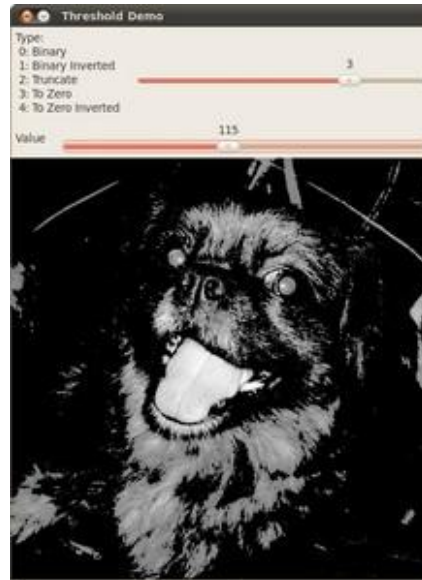 Threshold Demo
Type:
0: Binary
1: Binary Inverted
2: Truncate
3: To Zero
4: To Zero Inverted
3
Value
115